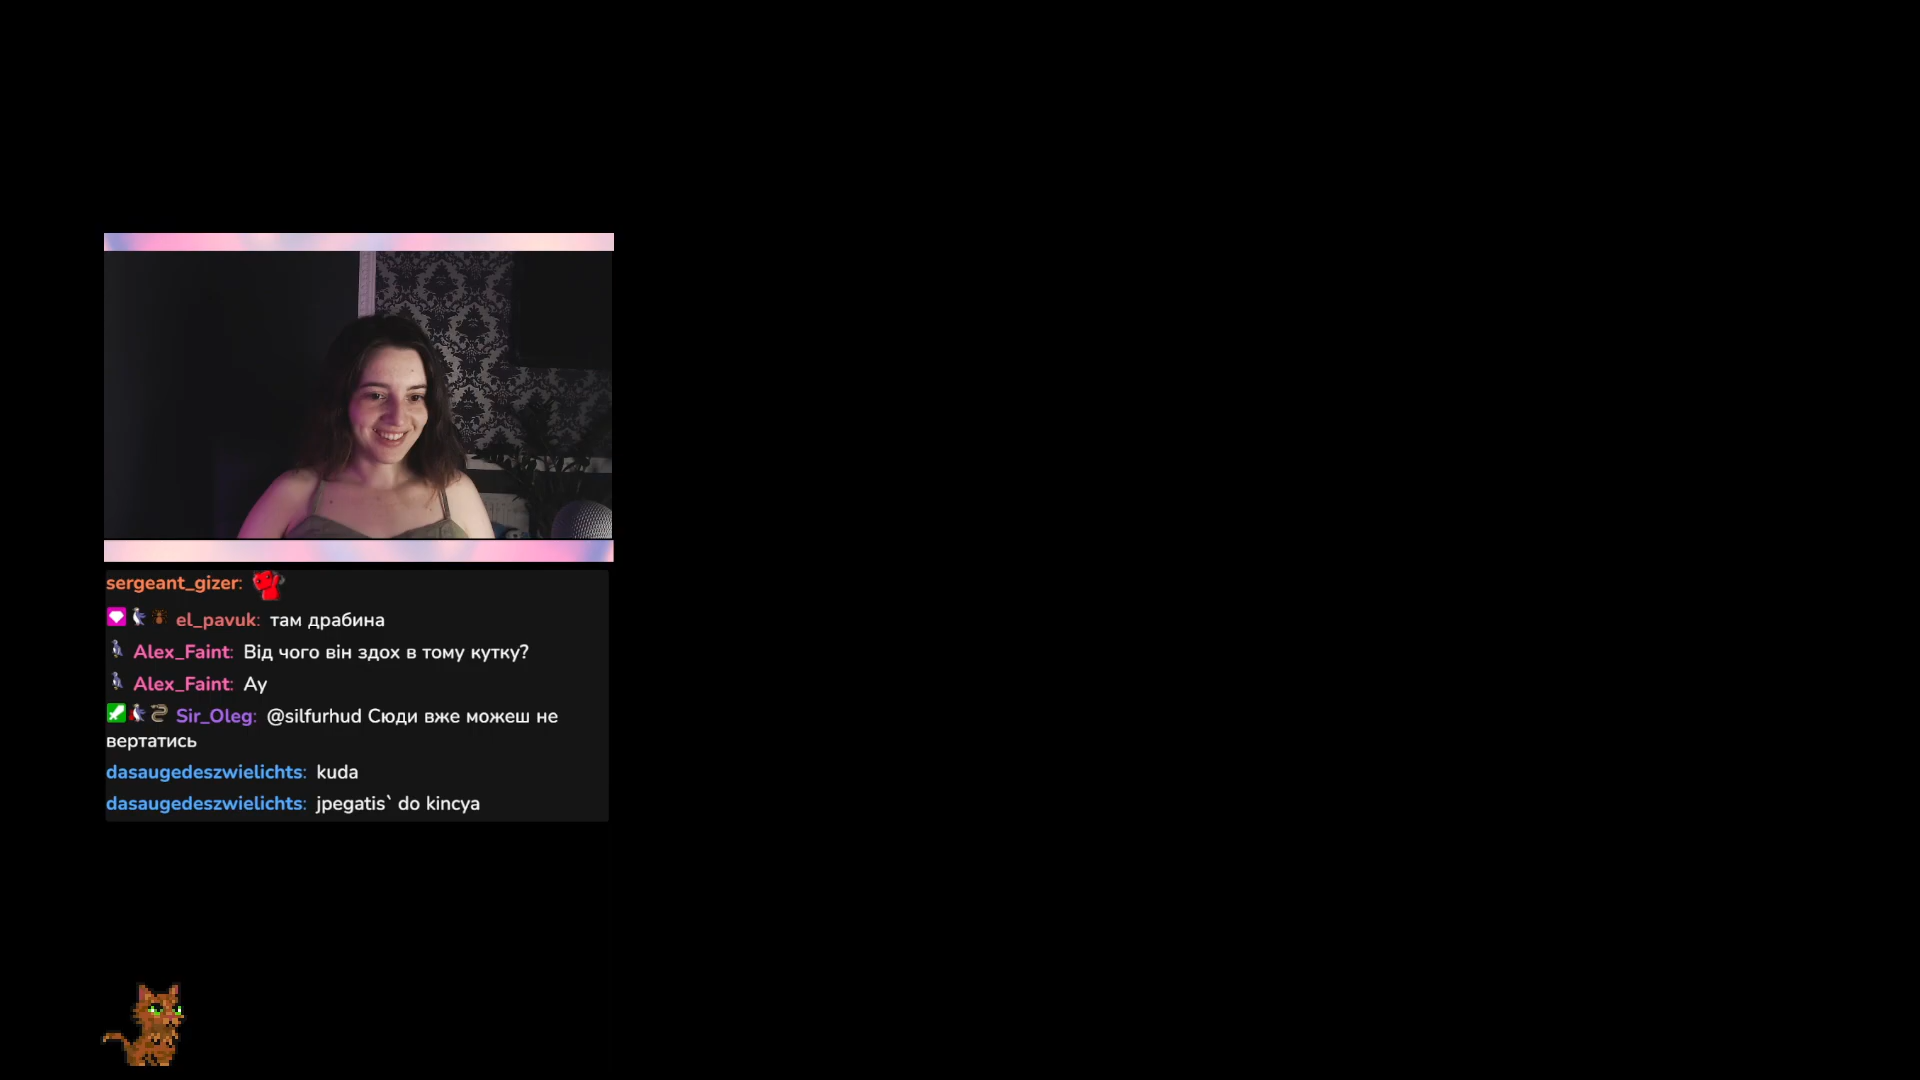 sergeant_gizer:
el_pavuk: там драбина
Alex_Faint: Від чого він здох в тому кутку?
Alex_Faint: Ау
Sir_Oleg: @silfurhud Сюди вже можеш не
вертатись
dasaugedeszwielichts: kuda
dasaugedeszwielichts: jpegatis` do kincya